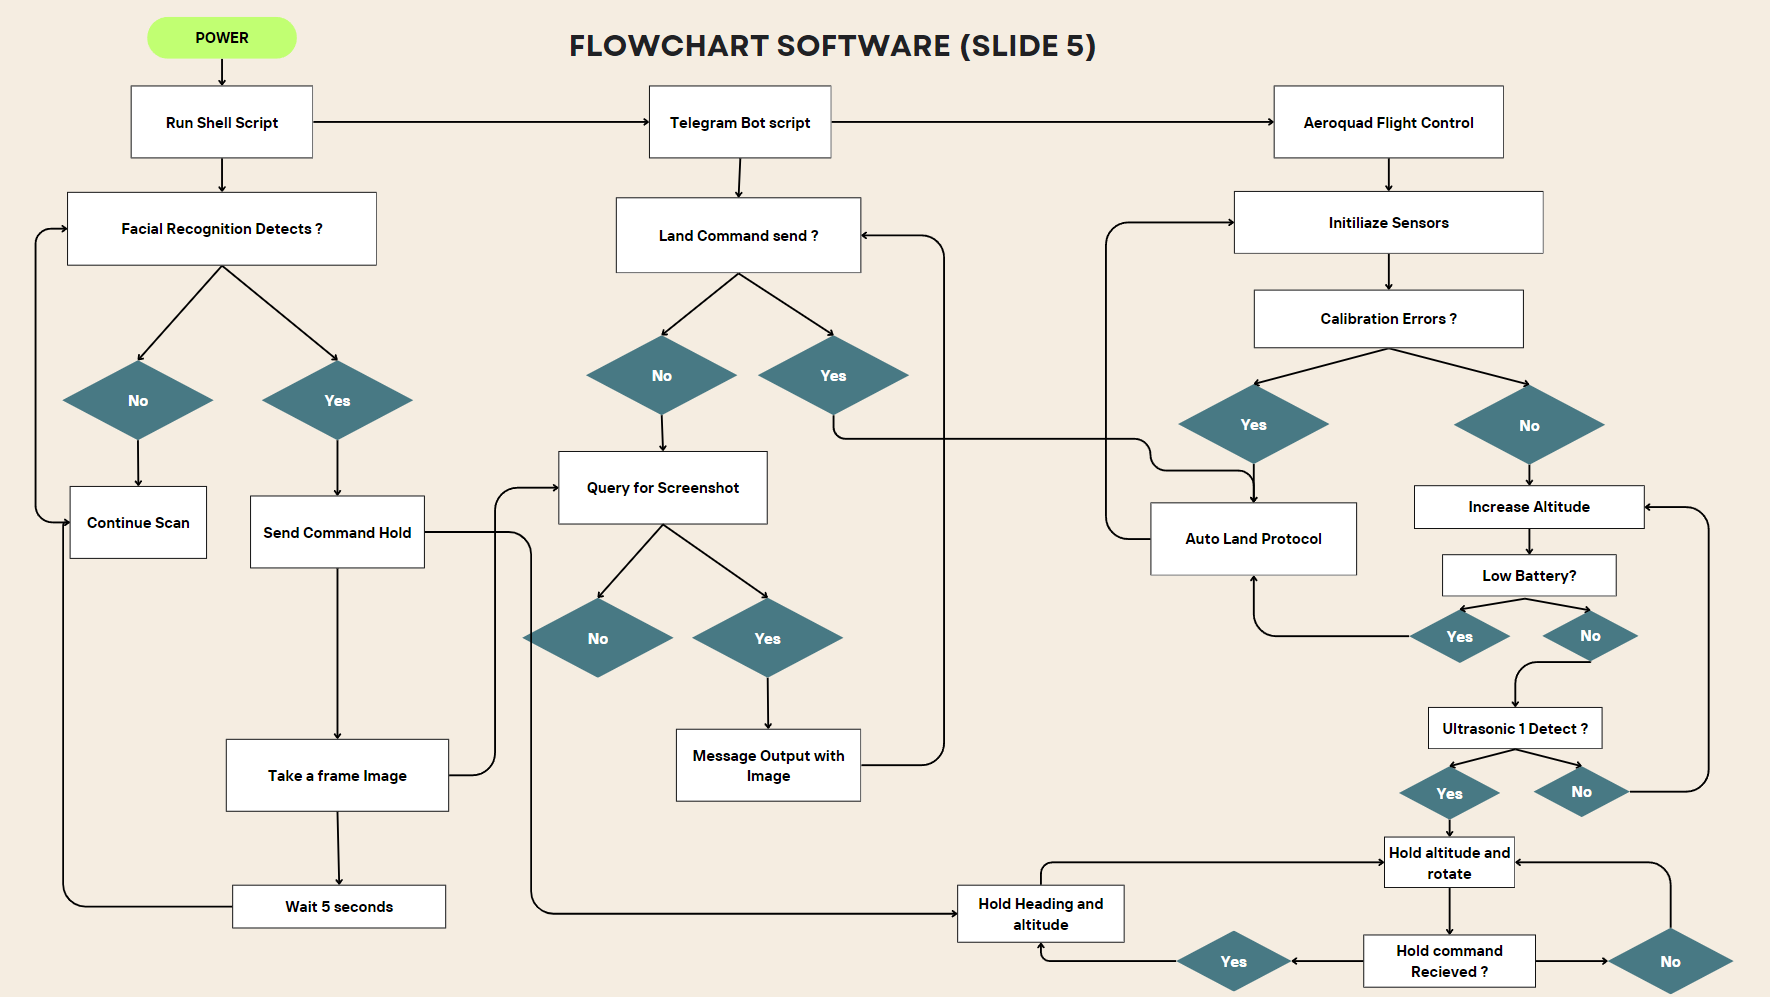 POWER
FLOWCHART SOFTWARE (SLIDE 5)
Run Shell Script
Telegram Bot script
Aeroquad Flight Control
Facial Recognition Detects ?
Land Command send ?
Initiliaze Sensors
Calibration Errors ?
No
Yes
No
Yes
Yes
No
Continue Scan
Send Command Hold
Query for Screenshot
Auto Land Protocol
Increase Altitude
Low Battery?
Yes
No
No
Yes
Ultrasonic 1 Detect ?
Take a frame Image
Message Output with
Image
Yes
No
Wait 5 seconds
Hold Heading and
altitude
Hold altitude and
rotate
Yes
Hold command
Recieved ?
No